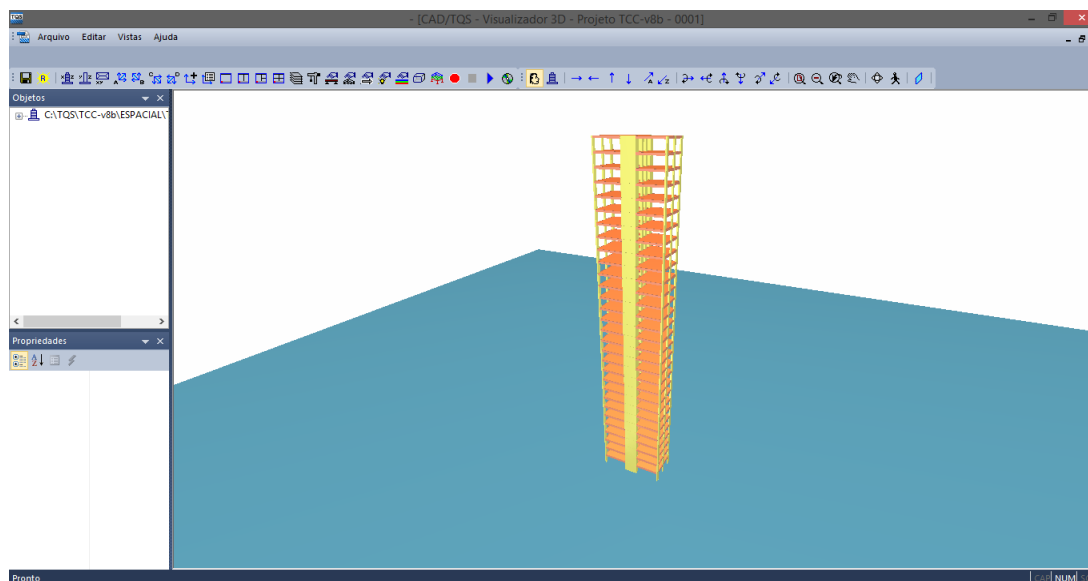 TQS
- [CAD/TQS - Visualizador 3D - Projeto TCC-v8b - 0001]
Arquivo Editar Vistas Ajuda
Objetos
C:\TQS\TCC-v8b\ESPACIAL\
Propriedades
Pronto
CAP NUM